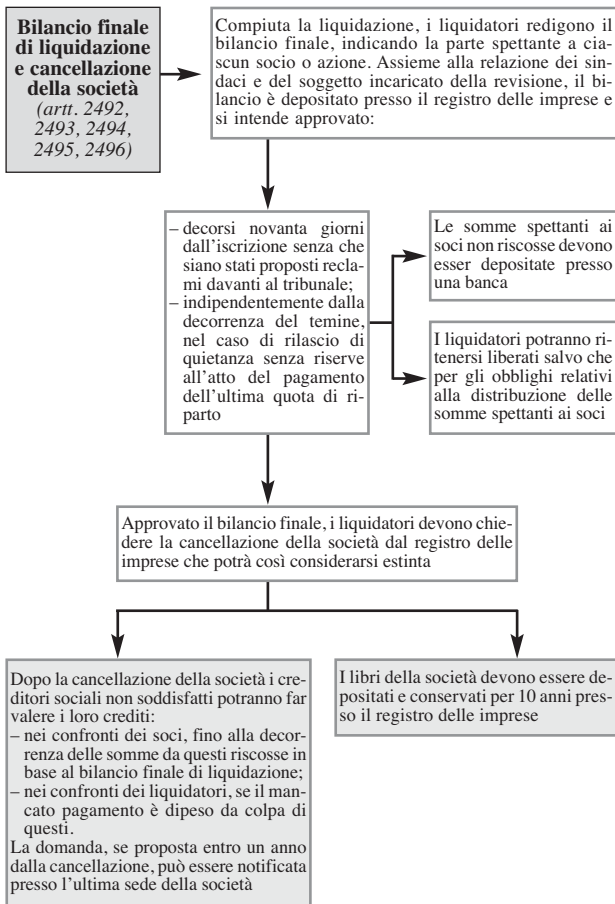 Bilancio finale
di liquidazione
e cancellazione
della società
(artt. 2492,
2493, 2494,
2495, 2496)
Compiuta la liquidazione, i liquidatori redigono il
bilancio finale, indicando la parte spettante a cia-
scun socio o azione. Assieme alla relazione dei sin-
daci e del soggetto incaricato della revisione, il bi-
lancio è depositato presso il registro delle imprese e
si intende approvato:
– decorsi novanta giorni
dall'iscrizione senza che
siano stati proposti recla-
mi davanti al tribunale;
– indipendentemente dalla
decorrenza del temine,
nel caso di rilascio di
quietanza senza riserve
all'atto del pagamento
dell'ultima quota di ri-
parto
Le somme spettanti ai
soci non riscosse devono
esser depositate presso
una banca
I liquidatori potranno ri-
tenersi liberati salvo che
per gli obblighi relativi
alla distribuzione delle
somme spettanti ai soci
Approvato il bilancio finale, i liquidatori devono chie-
dere la cancellazione della società dal registro delle
imprese che potrà così considerarsi estinta
Dopo la cancellazione della società i cre-
ditori sociali non soddisfatti potranno far
valere i loro crediti:
– nei confronti dei soci, fino alla decor-
renza delle somme da questi riscosse in
base al bilancio finale di liquidazione;
– nei confronti dei liquidatori, se il man-
cato pagamento è dipeso da colpa di
questi.
La domanda, se proposta entro un anno
dalla cancellazione, può essere notificata
presso l'ultima sede della società
I libri della società devono essere de-
positati e conservati per 10 anni pres-
so il registro delle imprese